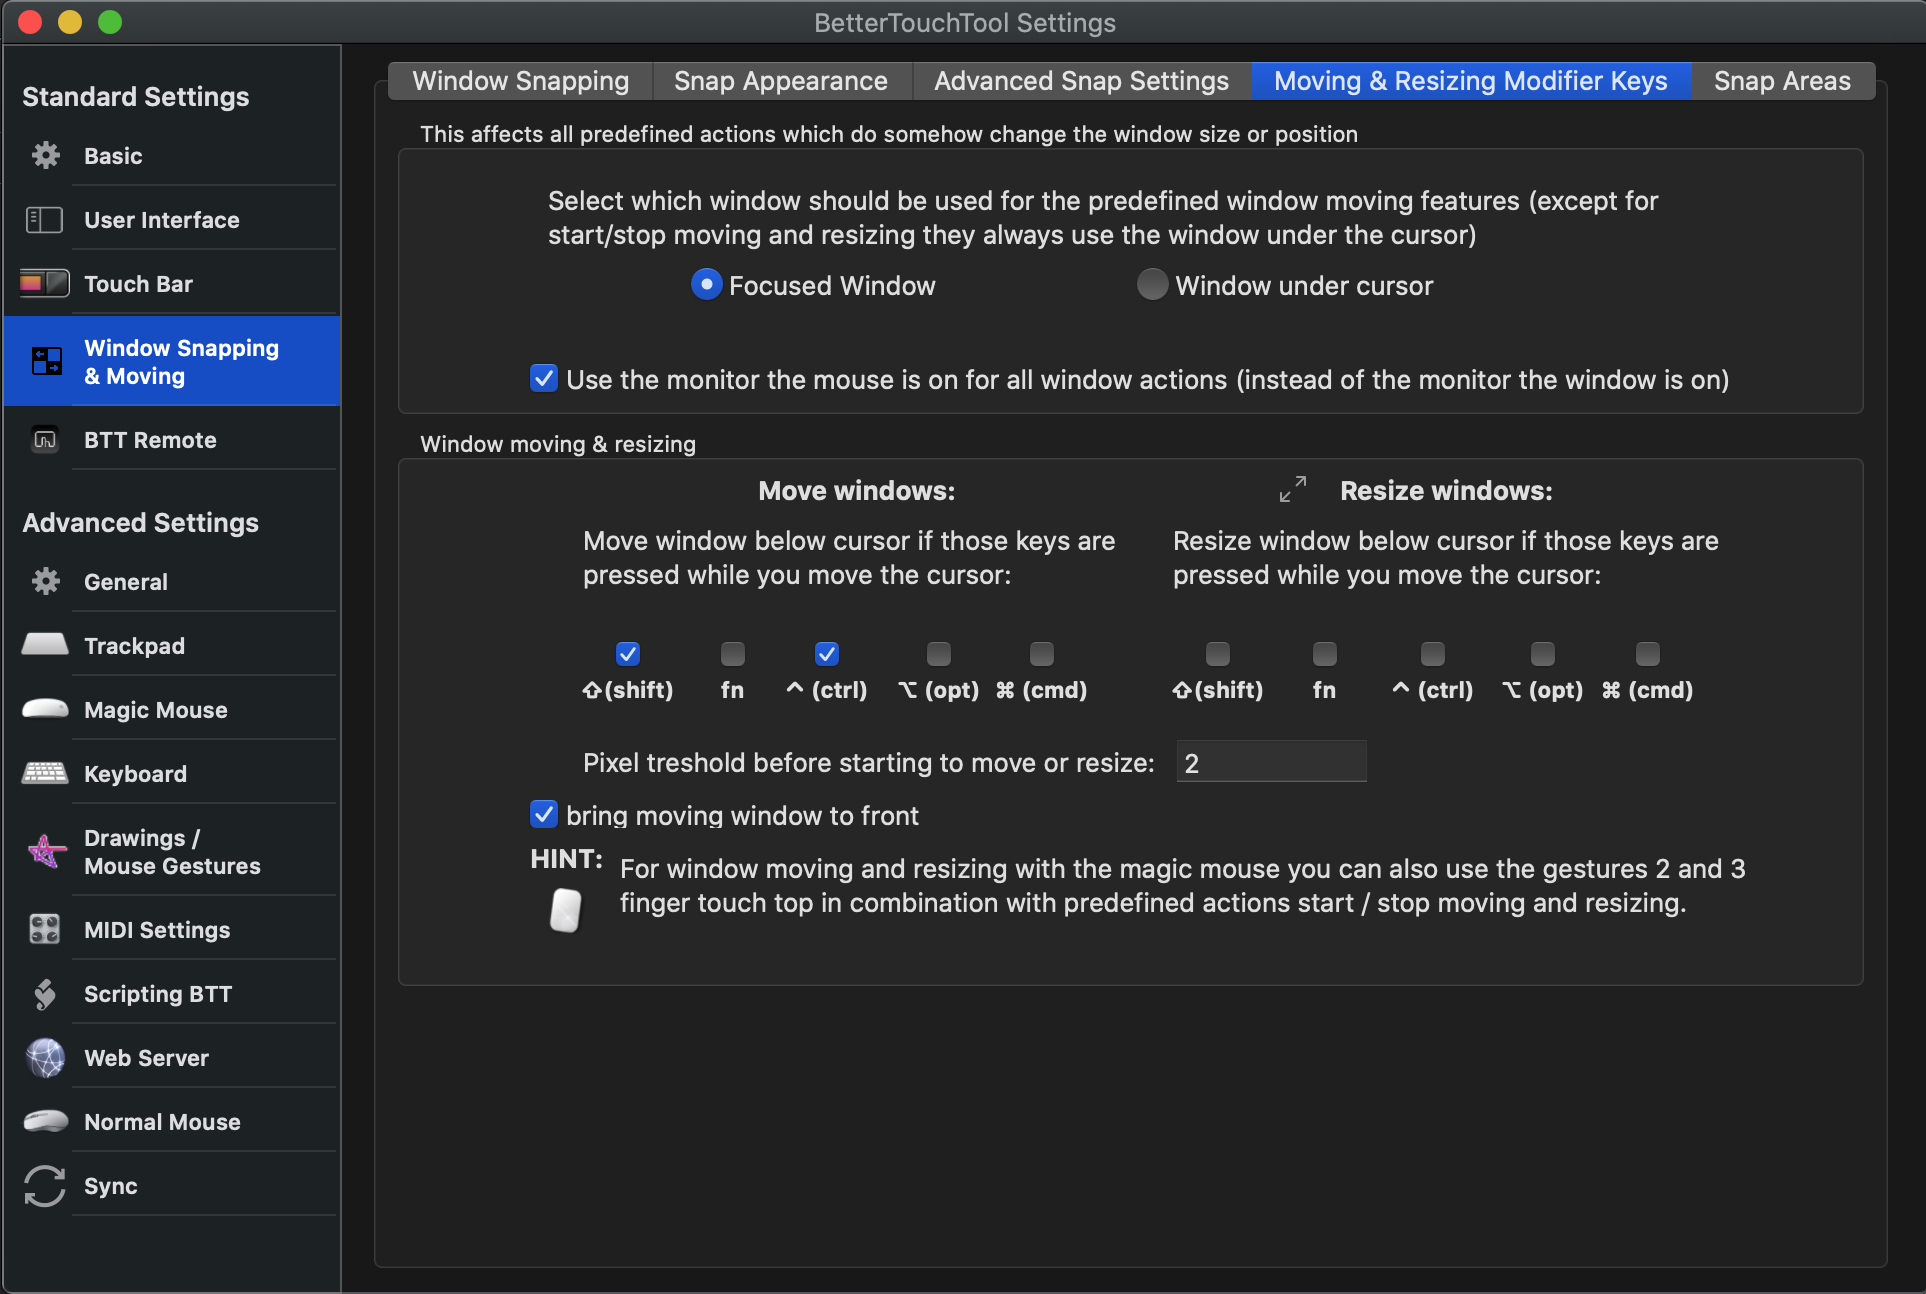 BetterTouchTool Settings
Standard Settings
Basic
User Interface
Touch Bar
Window Snapping
& Moving
BTT Remote
Advanced Settings
General
Trackpad
Magic Mouse
Keyboard
Drawings /
Mouse Gestures
MIDI Settings
Scripting BTT
Web Server
Normal Mouse
Sync
Window Snapping
Snap Appearance
Advanced Snap Settings
Moving & Resizing Modifier Keys
Snap Areas
This affects all predefined actions which do somehow change the window size or position
Select which window should be used for the predefined window moving features (except for
start/stop moving and resizing they always use the window under the cursor)
Focused Window
Window under cursor
Use the monitor the mouse is on for all window actions (instead of the monitor the window is on)
Window moving & resizing
Move windows:
Move window below cursor if those keys are
pressed while you move the cursor:
⇧(shift) fn ^ (ctrl) ⌥ (opt) ⌘ (cmd)
Resize windows:
Resize window below cursor if those keys are
pressed while you move the cursor:
⇧(shift) fn ^ (ctrl) ⌥ (opt) ⌘ (cmd)
Pixel treshold before starting to move or resize: 2
bring moving window to front
HINT:
For window moving and resizing with the magic mouse you can also use the gestures 2 and 3
finger touch top in combination with predefined actions start / stop moving and resizing.